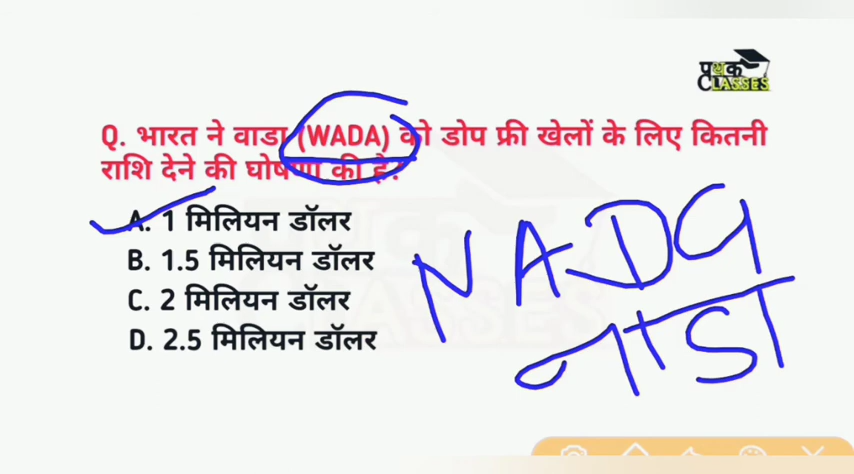 पथक
CLASSES
Q. भारत ने वाडा (WADA) को डोप फ्री खेलों के लिए कितनी
राशि देने की घोषणा की है?
A. 1 मिलियन डॉलर
B. 1.5 मिलियन डॉलर
C. 2 मिलियन डॉलर
D. 2.5 मिलियन डॉलर
NADA
नाडा